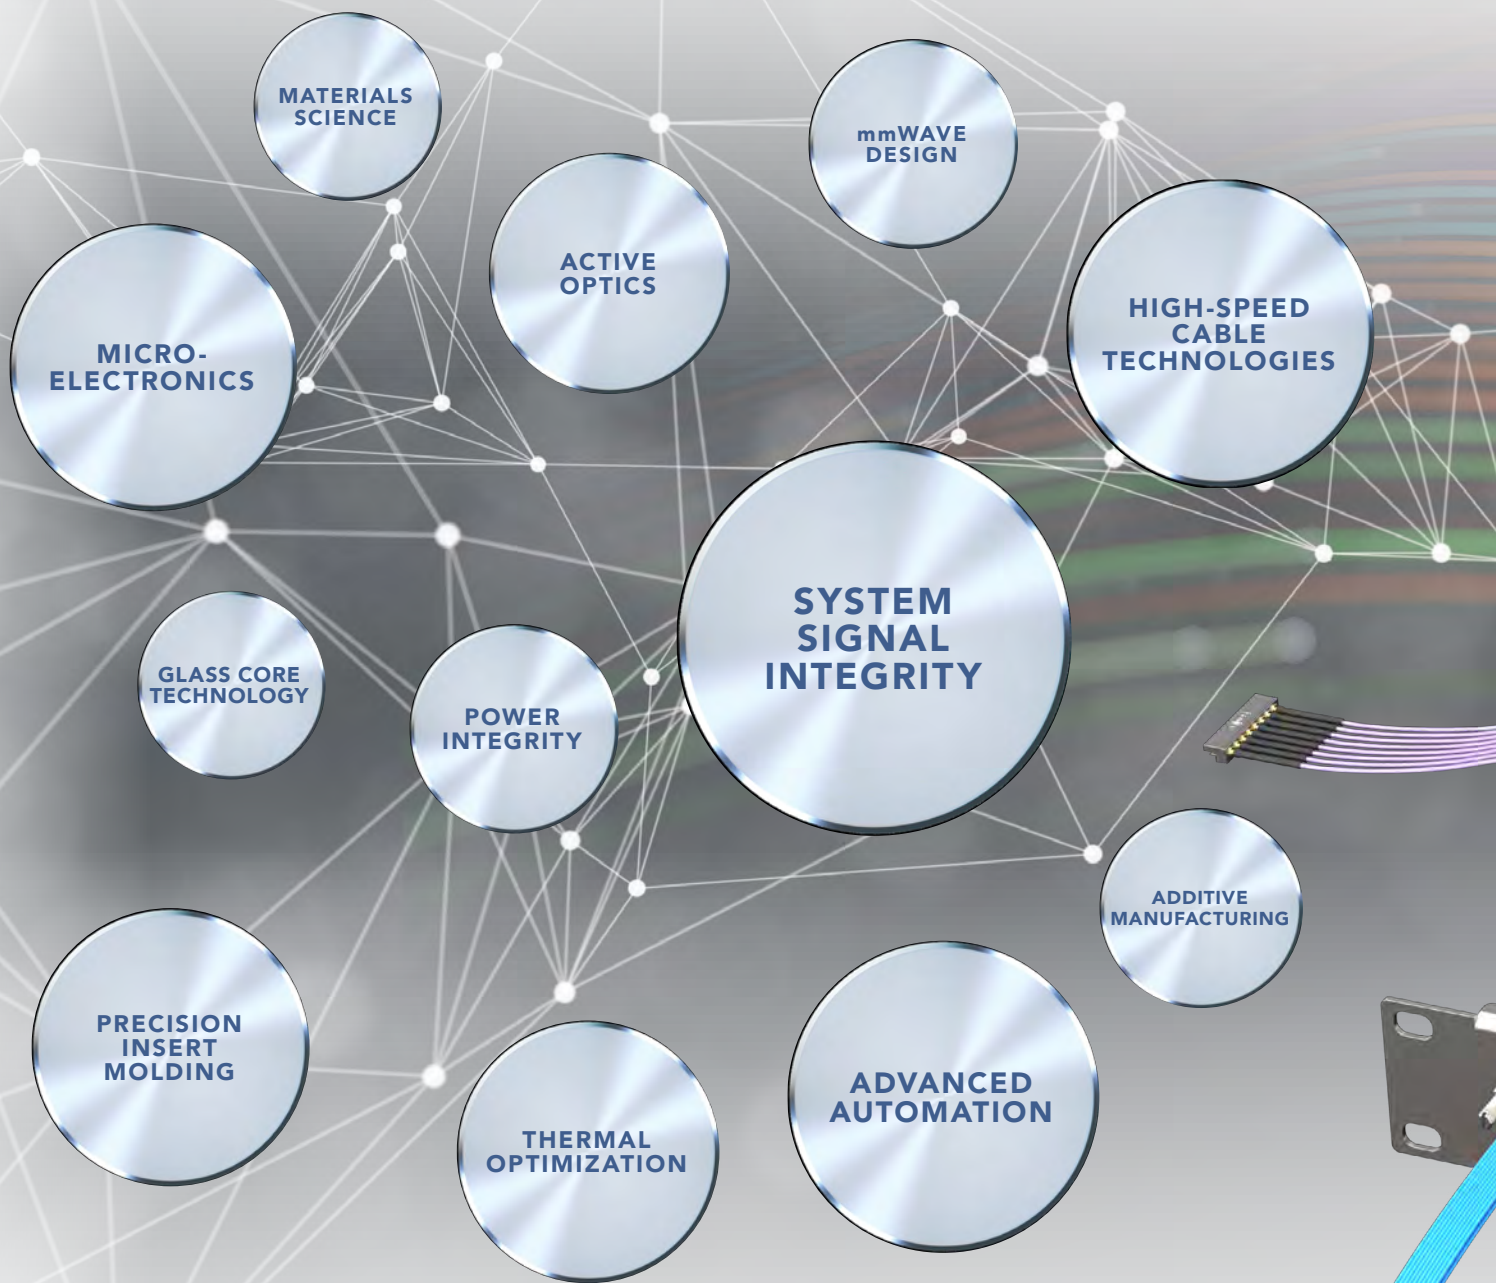 MATERIALS
SCIENCE
mmWAVE
DESIGN
ACTIVE
OPTICS
HIGH-SPEED
CABLE
TECHNOLOGIES
MICRO-
ELECTRONICS
SYSTEM
SIGNAL
INTEGRITY
GLASS CORE
TECHNOLOGY
POWER
INTEGRITY
ADDITIVE
MANUFACTURING
PRECISION
INSERT
MOLDING
ADVANCED
AUTOMATION
THERMAL
OPTIMIZATION